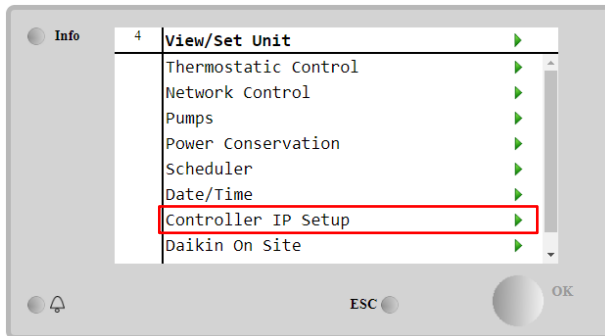 Info
4 View/Set Unit
Thermostatic Control
Network Control
Pumps
Power Conservation
Scheduler
Date/Time
Controller IP Setup
Daikin On Site
ESC
OK